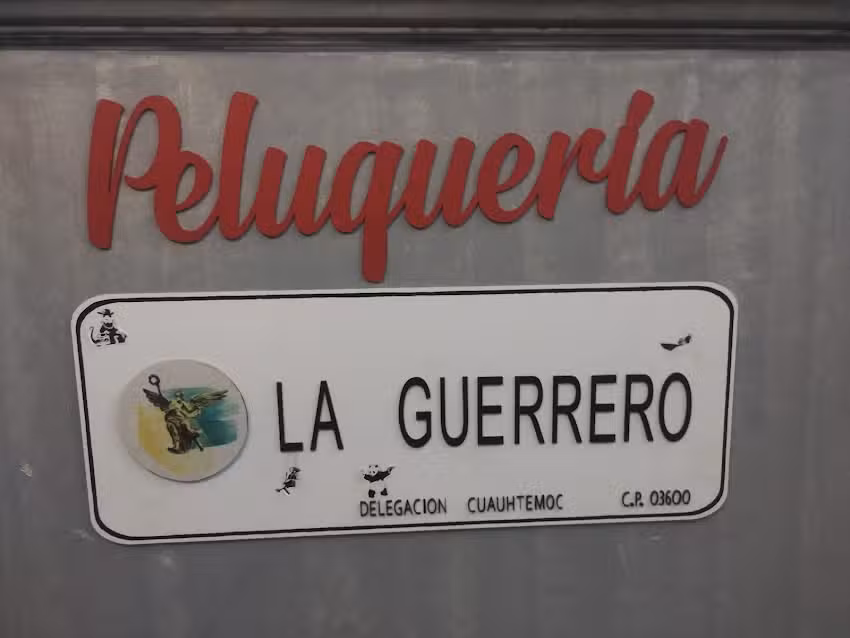 Peluquería
LA GUERRERO
DELEGACION CUAUHTEMOC C.P. 03600